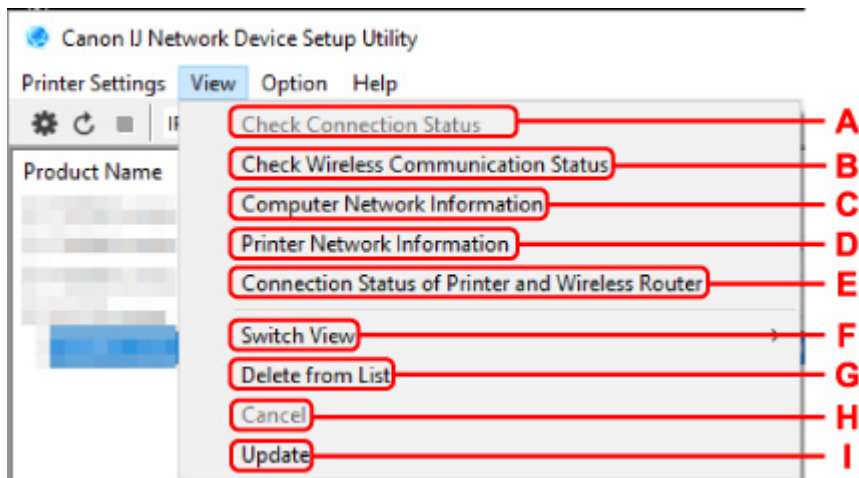 Canon IJ Network Device Setup Utility
Printer Settings View Option Help
Check Connection Status A
Product Name Check Wireless Communication Status B
Computer Network Information C
Printer Network Information D
Connection Status of Printer and Wireless Router E
Switch View > F
Delete from List G
Cancel H
Update I